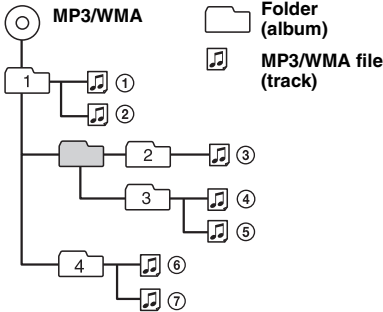 MP3/WMA
Folder
(album)
MP3/WMA file
(track)
1
①
②
2
③
3
④
⑤
4
⑥
⑦